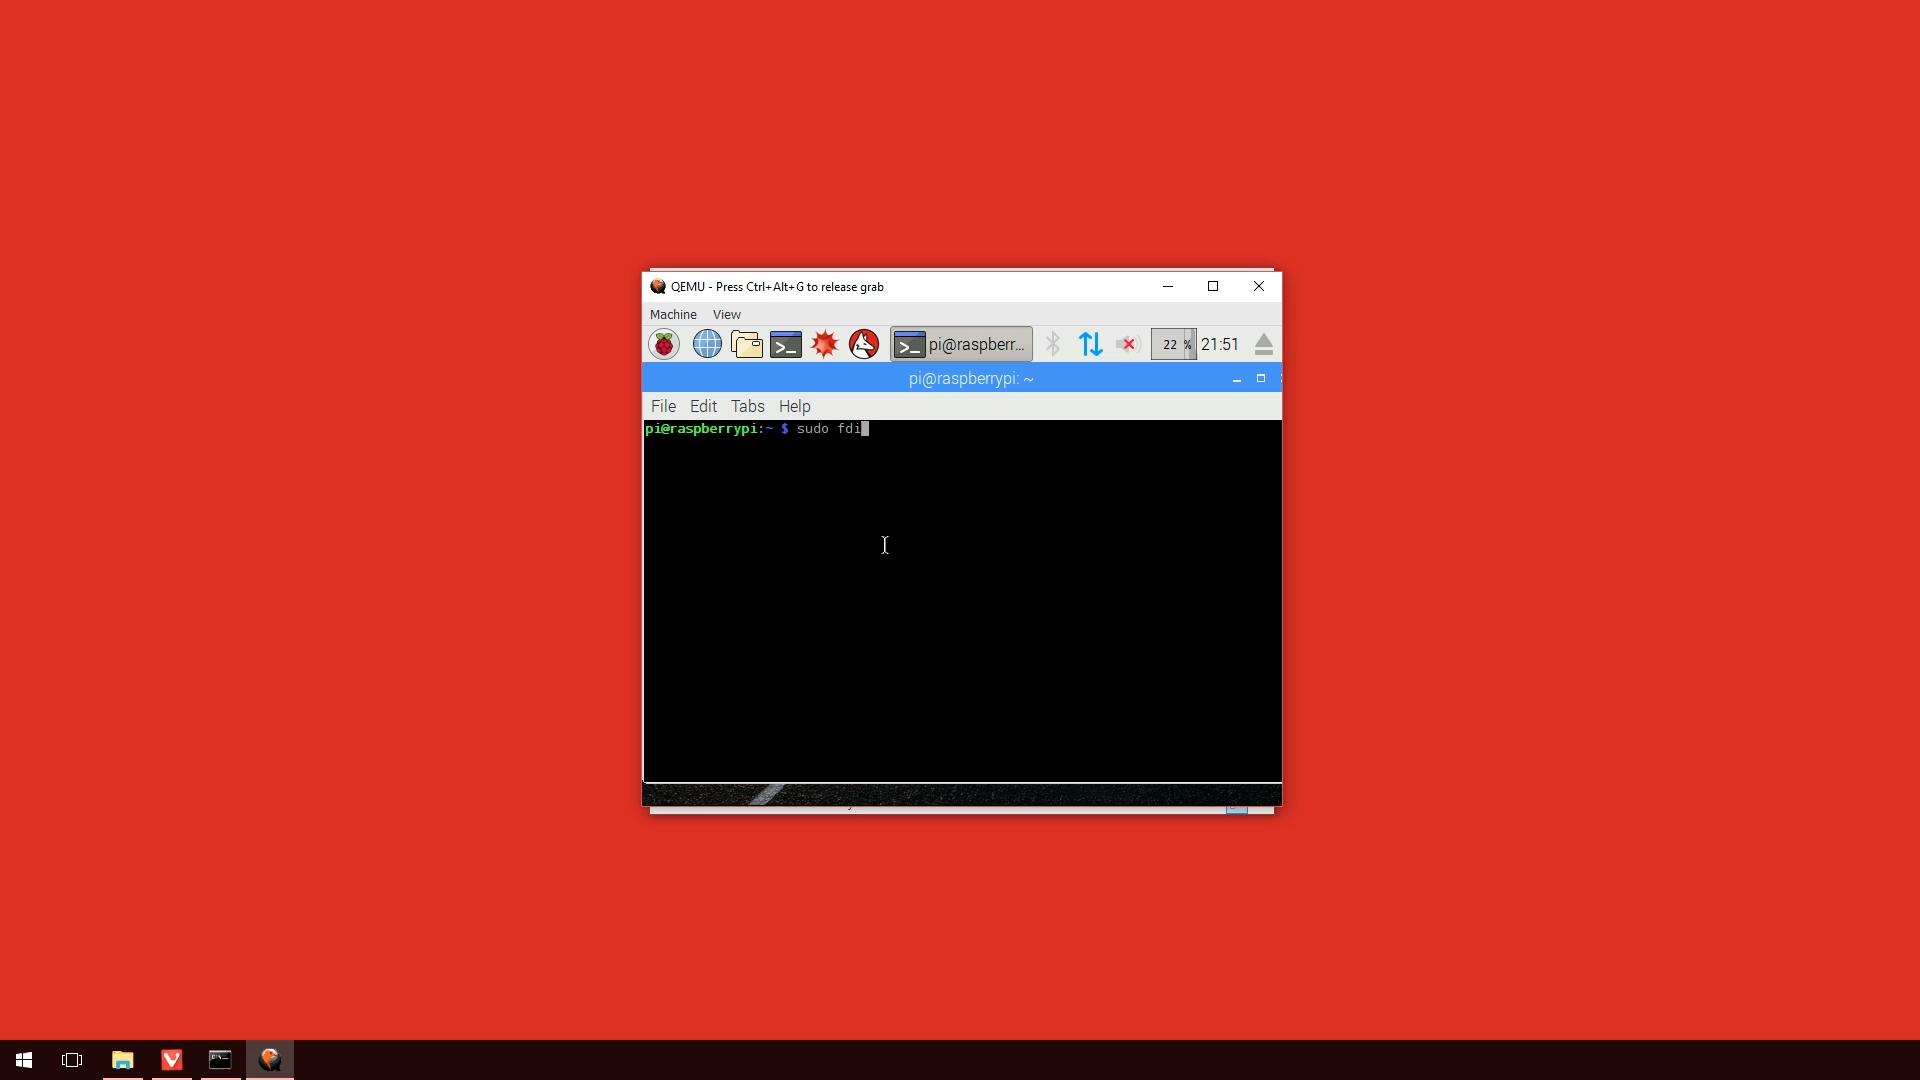 QEMU - Press Ctrl+Alt+G to release grab
Machine View
pi@raspberr...
22 %
21:51
pi@raspberrypi: ~
File Edit Tabs Help
pi@raspberrypi:~ $ sudo fdi